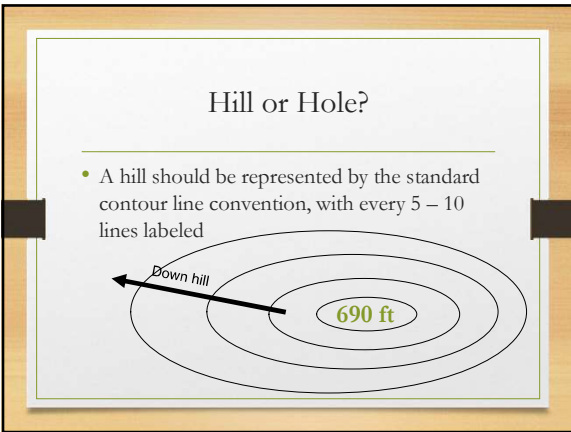 Hill or Hole?
• A hill should be represented by the standard
contour line convention, with every 5 – 10
lines labeled
Down hill
690 ft